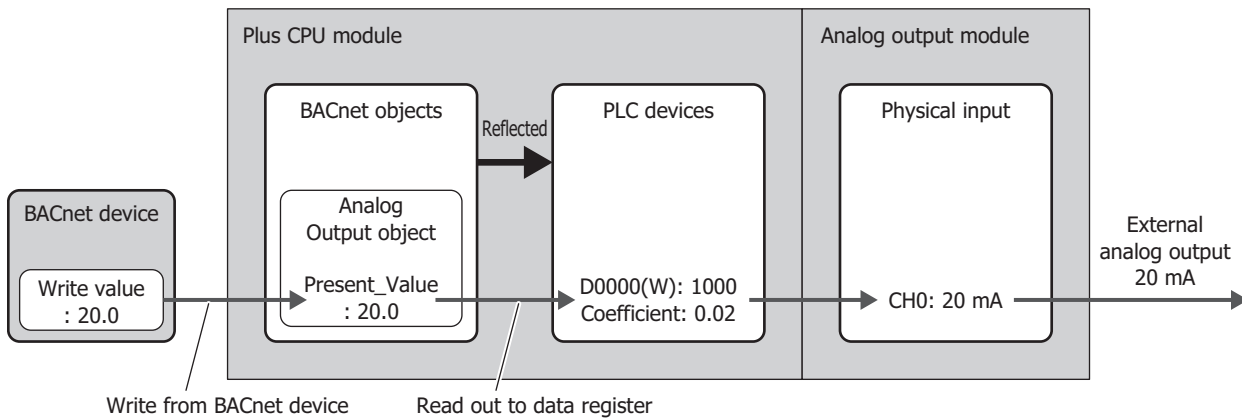 Plus CPU module
Analog output module
BACnet objects
Reflected
PLC devices
Physical input
BACnet device
Write value
: 20.0
Analog
Output object
Present_Value
: 20.0
D0000(W): 1000
Coefficient: 0.02
CH0: 20 mA
External
analog output
20 mA
Write from BACnet device
Read out to data register